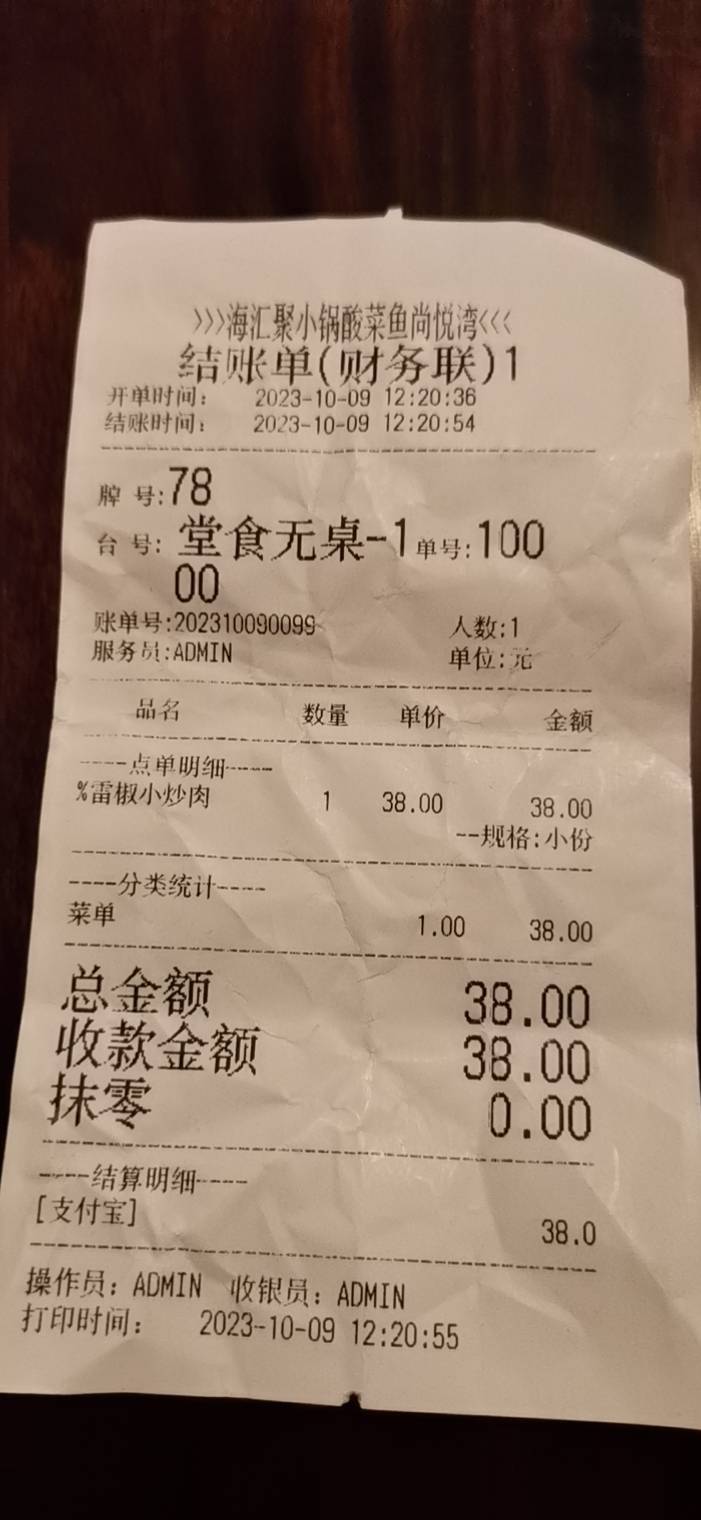 >>>海汇聚小锅酸菜鱼尚悦湾<<<
结账单(财务联)1
开单时间： 2023-10-09 12:20:36
结账时间： 2023-10-09 12:20:54
牌 号:78
台 号: 堂食无桌-1 单号:100
00
账单号:202310090099 人数:1
服务员:ADMIN 单位:元
品名 数量 单价 金额
----点单明细-----
%雷椒小炒肉 1 38.00 38.00
--规格:小份
----分类统计----
菜单 1.00 38.00
总金额 38.00
收款金额 38.00
抹零 0.00
----结算明细-----
[支付宝] 38.0
操作员：ADMIN 收银员：ADMIN
打印时间： 2023-10-09 12:20:55